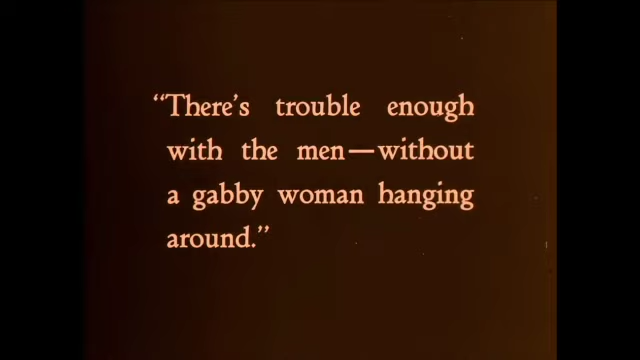 “There’s trouble enough
with the men—without
a gabby woman hanging
around.”